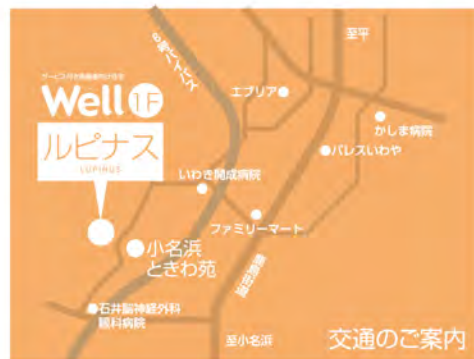 サービス付き高齢者向け住宅
Well 1F
ルピナス
LUPINUS
6号バイパス
至平
エブリア
かしま病院
パレスいわや
いわき開成病院
ファミリーマート
小名浜
ときわ苑
鹿島街道
石井脳神経外科
眼科病院
至小名浜
交通のご案内